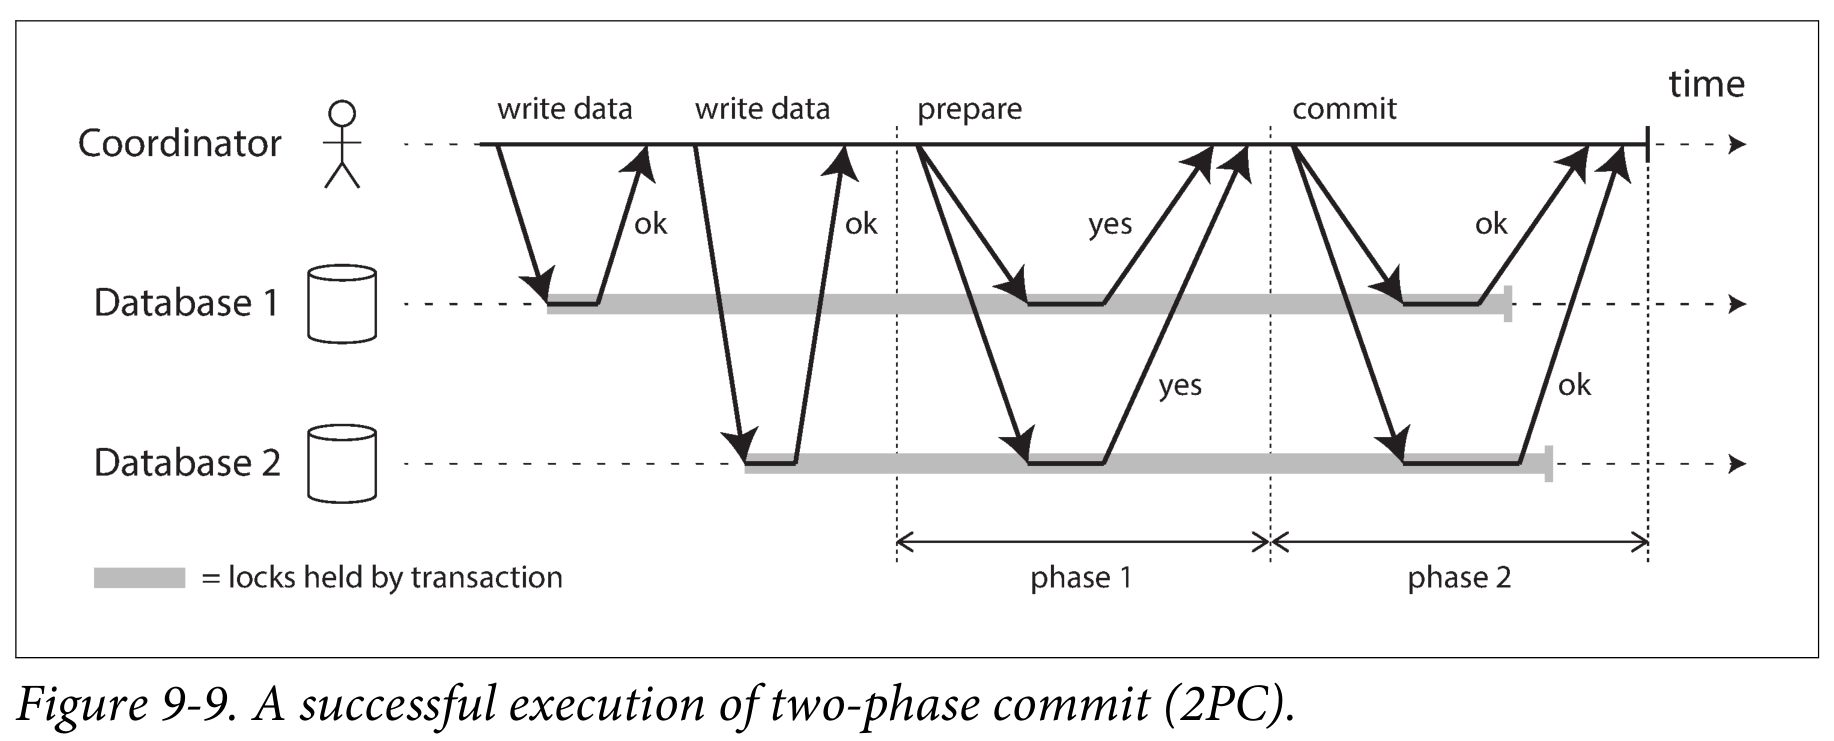 time
write data
write data
prepare
commit
Coordinator
ok
ok
yes
ok
Database 1
yes
ok
Database 2
= locks held by transaction
phase 1
phase 2
Figure 9-9. A successful execution of two-phase commit (2PC).